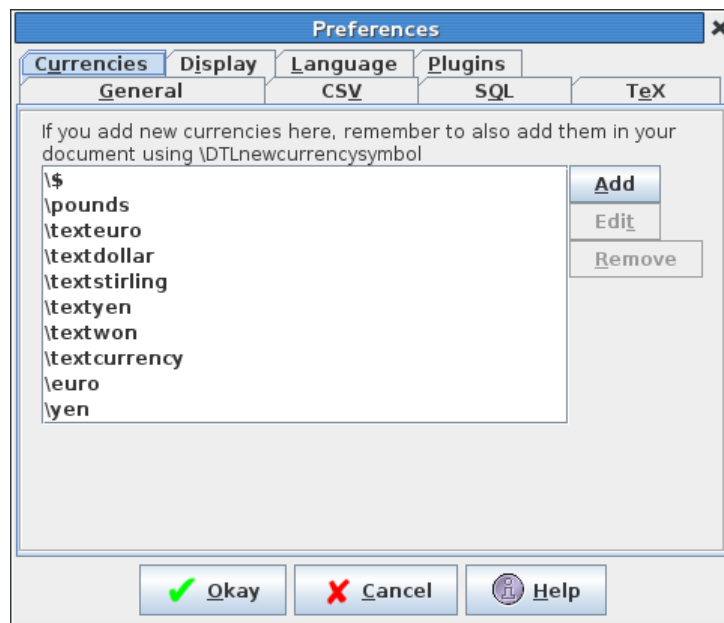 Preferences
Currencies Display Language Plugins
General CSV SQL TeX
If you add new currencies here, remember to also add them in your
document using \DTLnewcurrencysymbol
\$
\pounds
\texteuro
\textdollar
\textstirling
\textyen
\textwon
\textcurrency
\euro
\yen
Add
Edit
Remove
Okay Cancel Help